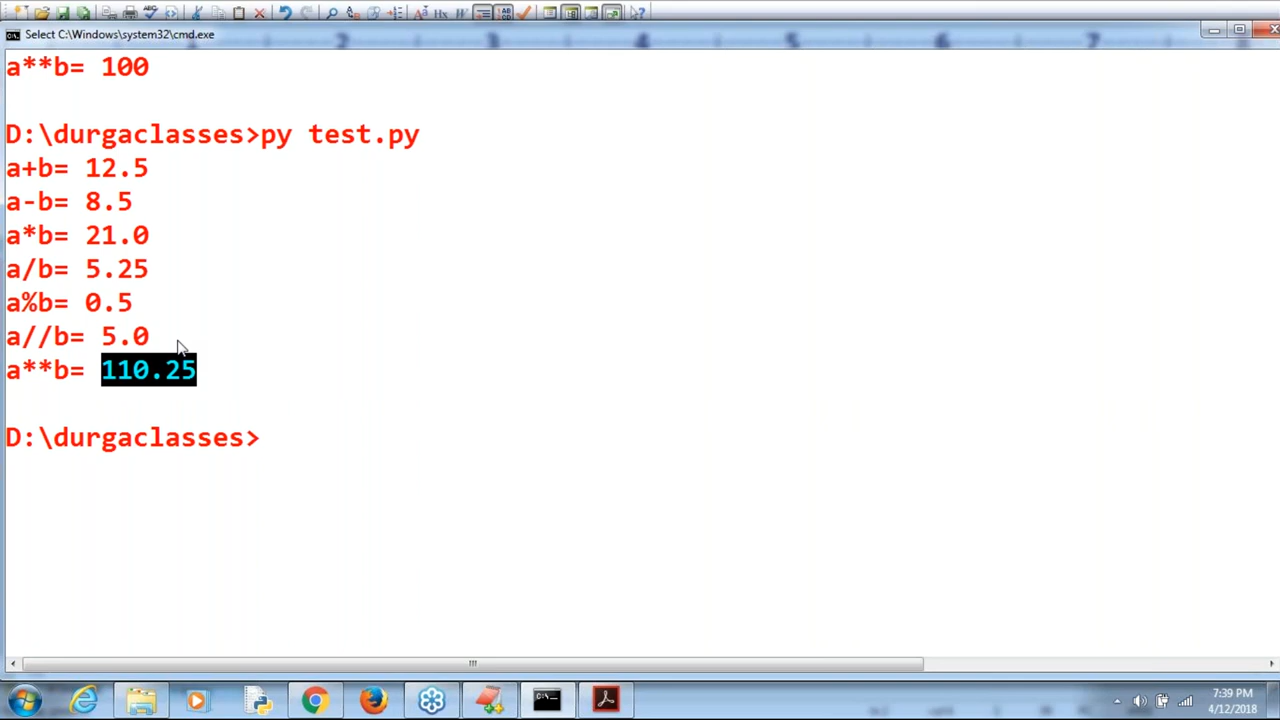 Select C:\Windows\system32\cmd.exe
a**b= 100
D:\durgaclasses>py test.py
a+b= 12.5
a-b= 8.5
a*b= 21.0
a/b= 5.25
a%b= 0.5
a//b= 5.0
a**b= 110.25
D:\durgaclasses>
7:39 PM
4/12/2018